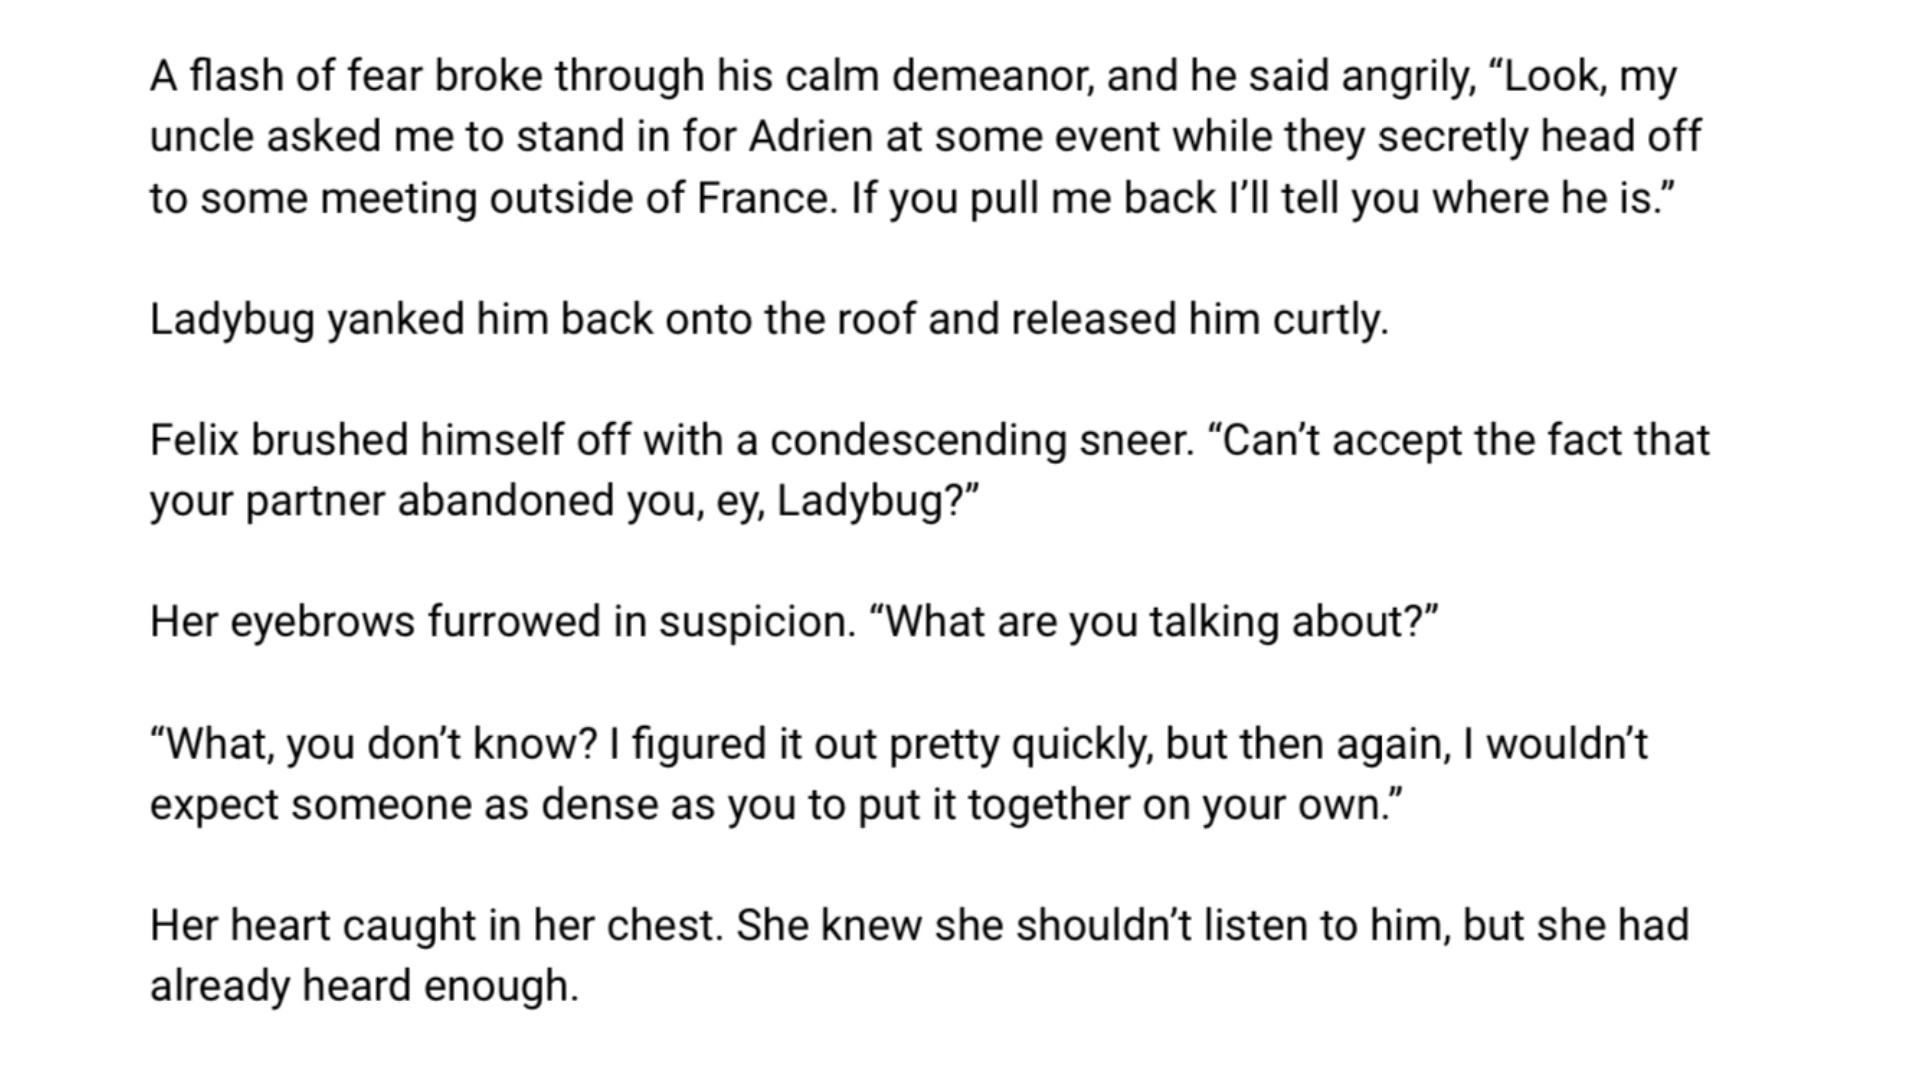 A flash of fear broke through his calm demeanor, and he said angrily, “Look, my
uncle asked me to stand in for Adrien at some event while they secretly head off
to some meeting outside of France. If you pull me back I’ll tell you where he is.”
Ladybug yanked him back onto the roof and released him curtly.
Felix brushed himself off with a condescending sneer. “Can’t accept the fact that
your partner abandoned you, ey, Ladybug?”
Her eyebrows furrowed in suspicion. “What are you talking about?”
“What, you don’t know? I figured it out pretty quickly, but then again, I wouldn’t
expect someone as dense as you to put it together on your own.”
Her heart caught in her chest. She knew she shouldn’t listen to him, but she had
already heard enough.